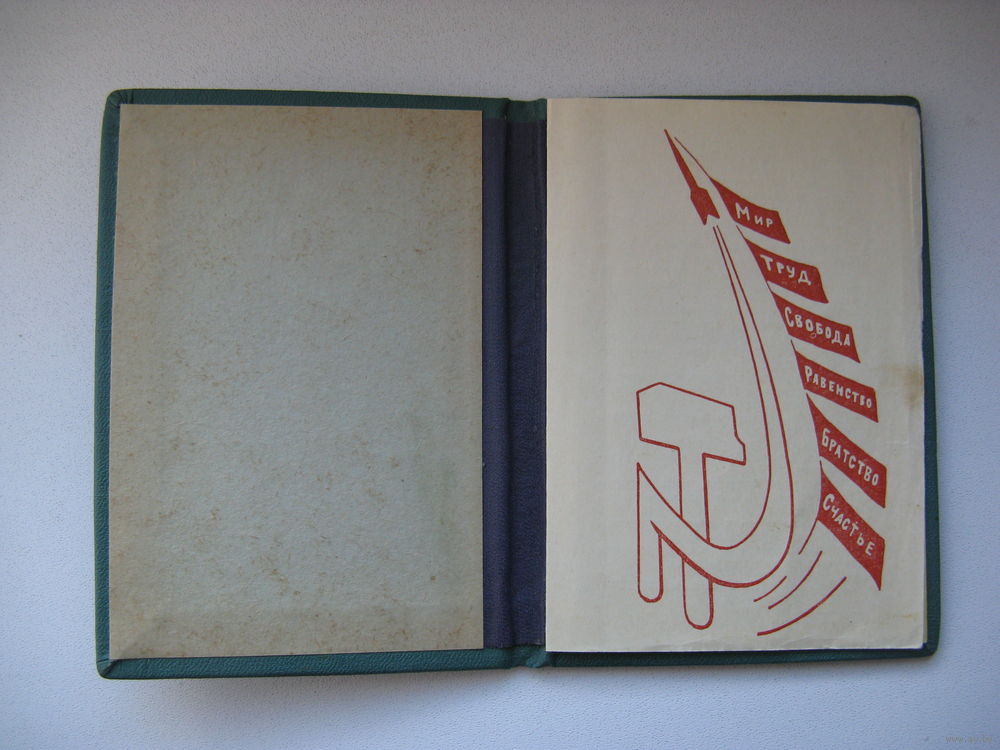 Мир
Труд
Свобода
Равенство
Братство
Счастье